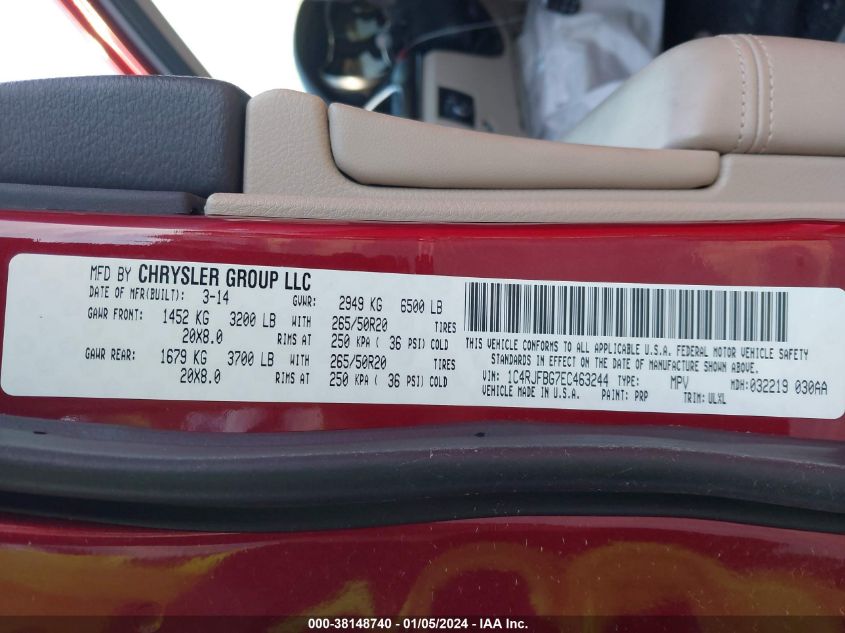 MFD BY CHRYSLER GROUP LLC
DATE OF MFR(BUILT): 3-14 GVWR: 2949 KG 6500 LB
GAWR FRONT: 1452 KG 3200 LB WITH 265/50R20 TIRES
20X8.0 RIMS AT 250 KPA ( 36 PSI) COLD
GAWR REAR: 1679 KG 3700 LB WITH 265/50R20 TIRES
20X8.0 RIMS AT 250 KPA ( 36 PSI) COLD
THIS VEHICLE CONFORMS TO ALL APPLICABLE U.S.A. FEDERAL MOTOR VEHICLE SAFETY
STANDARDS IN EFFECT ON THE DATE OF MANUFACTURE SHOWN ABOVE.
VIN: 1C4RJFBG7EC463244 TYPE: MPV MDH:032219 030AA
VEHICLE MADE IN U.S.A. PAINT: PRP TRIM: ULXL
000-38148740 - 01/05/2024 - IAA Inc.